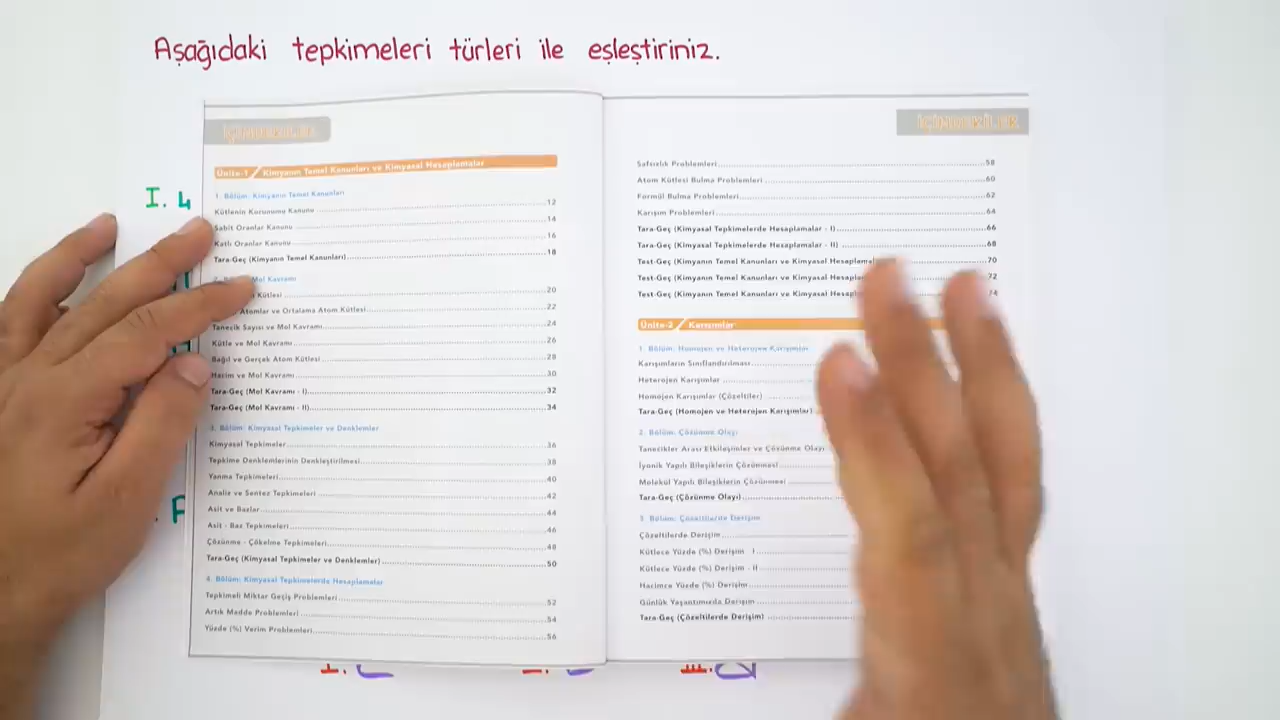 Aşağıdaki tepkimeleri türleri ile eşleştiriniz.
I. 4
İÇİNDEKİLER
Ünite-1 / Kimyanın Temel Kanunları ve Kimyasal Hesaplamalar
1. Bölüm: Kimyanın Temel Kanunları
Kütlenin Korunumu Kanunu 12
Sabit Oranlar Kanunu 14
Katlı Oranlar Kanunu 16
Tara-Geç (Kimyanın Temel Kanunları) 18
Mol Kavramı
Kütlesi 20
Atomlar ve Ortalama Atom Kütlesi 22
Tanecik Sayısı ve Mol Kavramı 24
Kütle ve Mol Kavramı 26
Bağıl ve Gerçek Atom Kütlesi 28
Hacim ve Mol Kavramı 30
Tara-Geç (Mol Kavramı - I) 32
Tara-Geç (Mol Kavramı - II) 34
3. Bölüm: Kimyasal Tepkimeler ve Denklemler
Kimyasal Tepkimeler 36
Tepkime Denklemlerinin Denkleştirilmesi 38
Yanma Tepkimeleri 40
Analiz ve Sentez Tepkimeleri 42
Asit ve Bazlar 44
Asit - Baz Tepkimeleri 46
Çözünme - Çökelme Tepkimeleri 48
Tara-Geç (Kimyasal Tepkimeler ve Denklemler) 50
4. Bölüm: Kimyasal Tepkimelerde Hesaplamalar
Tepkimeli Miktar Geçiş Problemleri 52
Artık Madde Problemleri 54
Yüzde (%) Verim Problemleri 56
İÇİNDEKİLER
Safsızlık Problemleri 58
Atom Kütlesi Bulma Problemleri 60
Formül Bulma Problemleri 62
Karışım Problemleri 64
Tara-Geç (Kimyasal Tepkimelerde Hesaplamalar - I) 66
Tara-Geç (Kimyasal Tepkimelerde Hesaplamalar - II) 68
Test-Geç (Kimyanın Temel Kanunları ve Kimyasal Hesaplamal 70
Test-Geç (Kimyanın Temel Kanunları ve Kimyasal Hesaplam 72
Test-Geç (Kimyanın Temel Kanunları ve Kimyasal Hesapl 74
Ünite-2 / Karışımlar
1. Bölüm: Homojen ve Heterojen Karışımlar
Karışımların Sınıflandırılması
Heterojen Karışımlar
Homojen Karışımlar (Çözeltiler)
Tara-Geç (Homojen ve Heterojen Karışımlar)
2. Bölüm: Çözünme Olayı
Tanecikler Arası Etkileşimler ve Çözünme Olayı
İyonik Yapılı Bileşiklerin Çözünmesi
Molekül Yapılı Bileşiklerin Çözünmesi
Tara-Geç (Çözünme Olayı)
3. Bölüm: Çözeltilerde Derişim
Çözeltilerde Derişim
Kütlece Yüzde (%) Derişim - I
Kütlece Yüzde (%) Derişim - II
Hacimce Yüzde (%) Derişim
Günlük Yaşantımızda Derişim
Tara-Geç (Çözeltilerde Derişim)